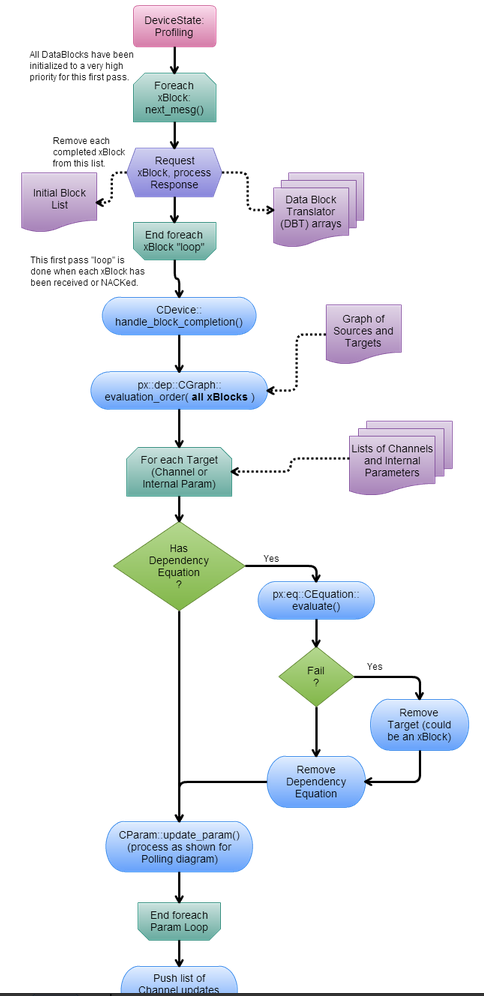 DeviceState:
Profiling
All DataBlocks have been
initialized to a very high
priority for this first pass.
Foreach
xBlock:
next_mesg()
Remove each
completed xBlock
from this list.
Request
xBlock, process
Response
Initial Block
List
Data Block
Translator
(DBT) arrays
End foreach
xBlock "loop"
This first pass "loop" is
done when each xBlock has
been received or NACKed.
CDevice::
handle_block_completion()
Graph of
Sources and
Targets
px::dep::CGraph::
evaluation_order( all xBlocks )
For each Target
(Channel or
Internal Param)
Lists of Channels
and Internal
Parameters
Has
Dependency
Equation
?
Yes
px:eq::CEquation::
evaluate()
Fail
?
Yes
Remove
Target (could
be an xBlock)
Remove
Dependency
Equation
CParam::update_param()
(process as shown for
Polling diagram)
End foreach
Param Loop
Push list of
Channel updates